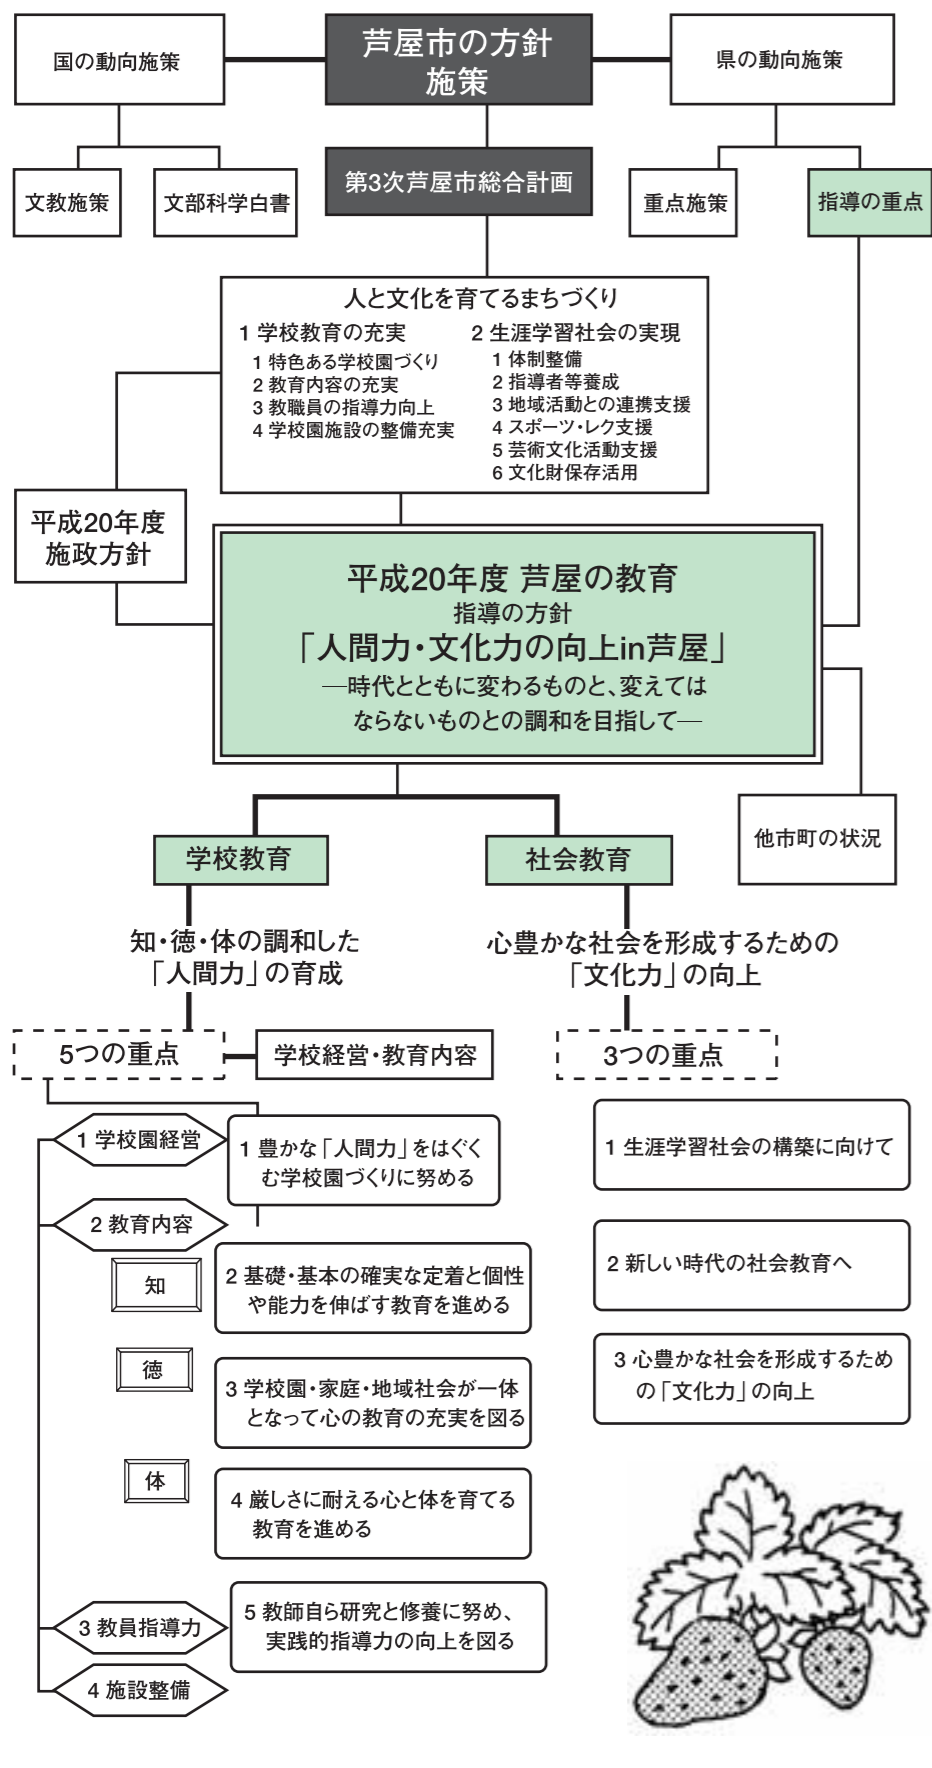 国の動向施策
芦屋市の方針
施策
県の動向施策
文教施策
文部科学白書
第3次芦屋市総合計画
重点施策
指導の重点
人と文化を育てるまちづくり
1 学校教育の充実
1 特色ある学校園づくり
2 教育内容の充実
3 教職員の指導力向上
4 学校園施設の整備充実
2 生涯学習社会の実現
1 体制整備
2 指導者等養成
3 地域活動との連携支援
4 スポーツ・レク支援
5 芸術文化活動支援
6 文化財保存活用
平成20年度
施政方針
平成20年度 芦屋の教育
指導の方針
「人間力・文化力の向上in芦屋」
―時代とともに変わるものと、変えては
ならないものとの調和を目指して―
他市町の状況
学校教育
社会教育
知・徳・体の調和した
「人間力」の育成
心豊かな社会を形成するための
「文化力」の向上
5つの重点
学校経営・教育内容
3つの重点
1 学校園経営
1 豊かな「人間力」をはぐく
む学校園づくりに努める
2 教育内容
知
2 基礎・基本の確実な定着と個性
や能力を伸ばす教育を進める
徳
3 学校園・家庭・地域社会が一体
となって心の教育の充実を図る
体
4 厳しさに耐える心と体を育てる
教育を進める
3 教員指導力
5 教師自ら研究と修養に努め、
実践的指導力の向上を図る
4 施設整備
1 生涯学習社会の構築に向けて
2 新しい時代の社会教育へ
3 心豊かな社会を形成するため
の「文化力」の向上